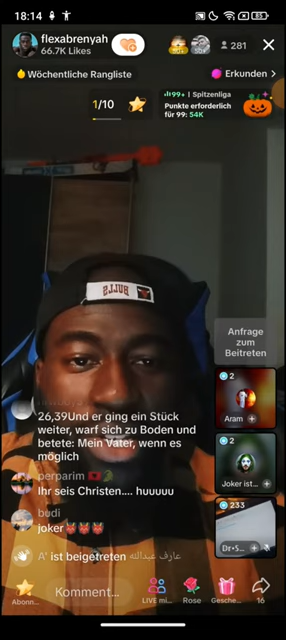 18:14
85
flexabrenyah
66.7K Likes
281
Wöchentliche Rangliste
Erkunden >
1/10
99+ | Spitzenliga
Punkte erforderlich
für 99: 54K
BULLS
Anfrage
zum
Beitreten
2
Aram +
2
Joker ist... +
233
Dr•S...
26,39Und er ging ein Stück
weiter, warf sich zu Boden und
betete: Mein Vater, wenn es
möglich
perparim 🇦🇱
Ihr seis Christen.... huuuuu
budi
joker 👹👹👹
A' ist beigetreten عارف عبدالله
Abonn...
Komment...
LIVE mi...
Rose
Gesche...
16